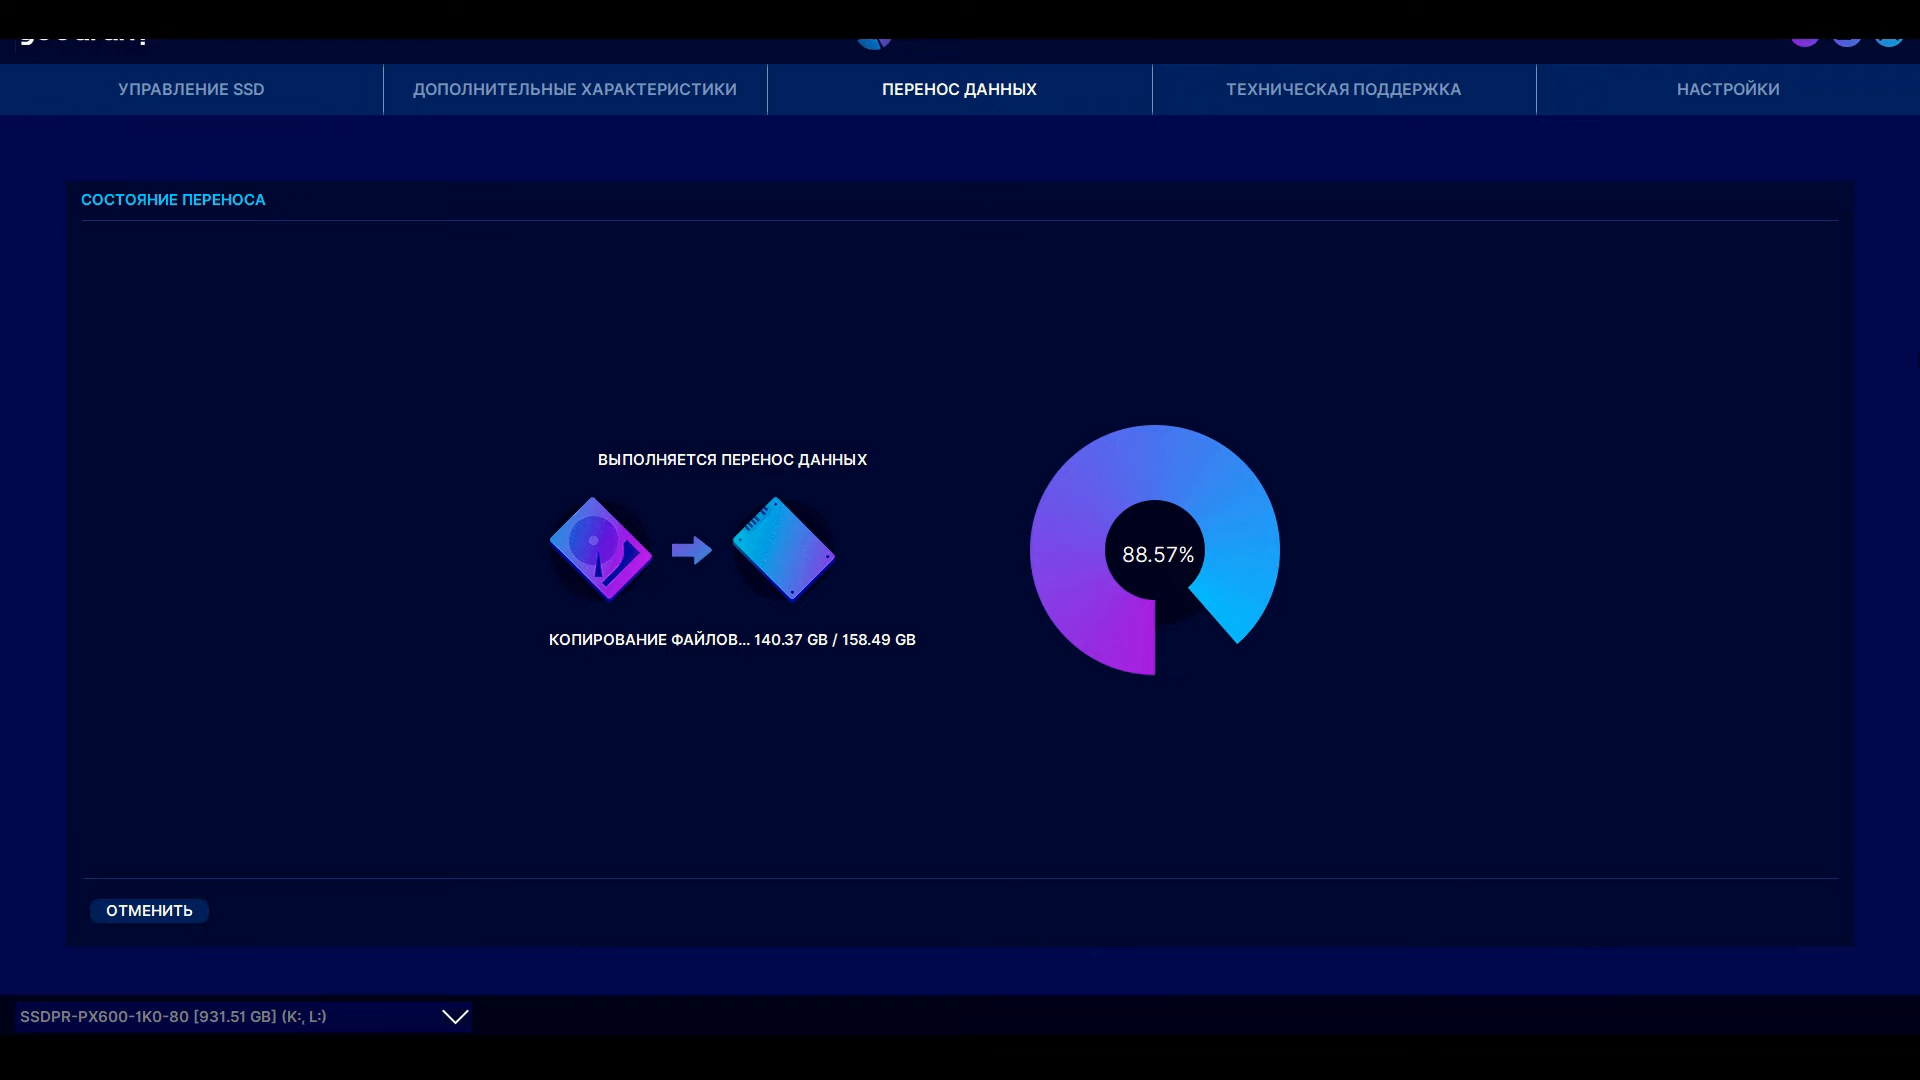 УПРАВЛЕНИЕ SSD
ДОПОЛНИТЕЛЬНЫЕ ХАРАКТЕРИСТИКИ
ПЕРЕНОС ДАННЫХ
ТЕХНИЧЕСКАЯ ПОДДЕРЖКА
НАСТРОЙКИ
СОСТОЯНИЕ ПЕРЕНОСА
ВЫПОЛНЯЕТСЯ ПЕРЕНОС ДАННЫХ
88.57%
КОПИРОВАНИЕ ФАЙЛОВ... 140.37 GB / 158.49 GB
ОТМЕНИТЬ
SSDPR-PX600-1K0-80 [931.51 GB] (K:, L:)